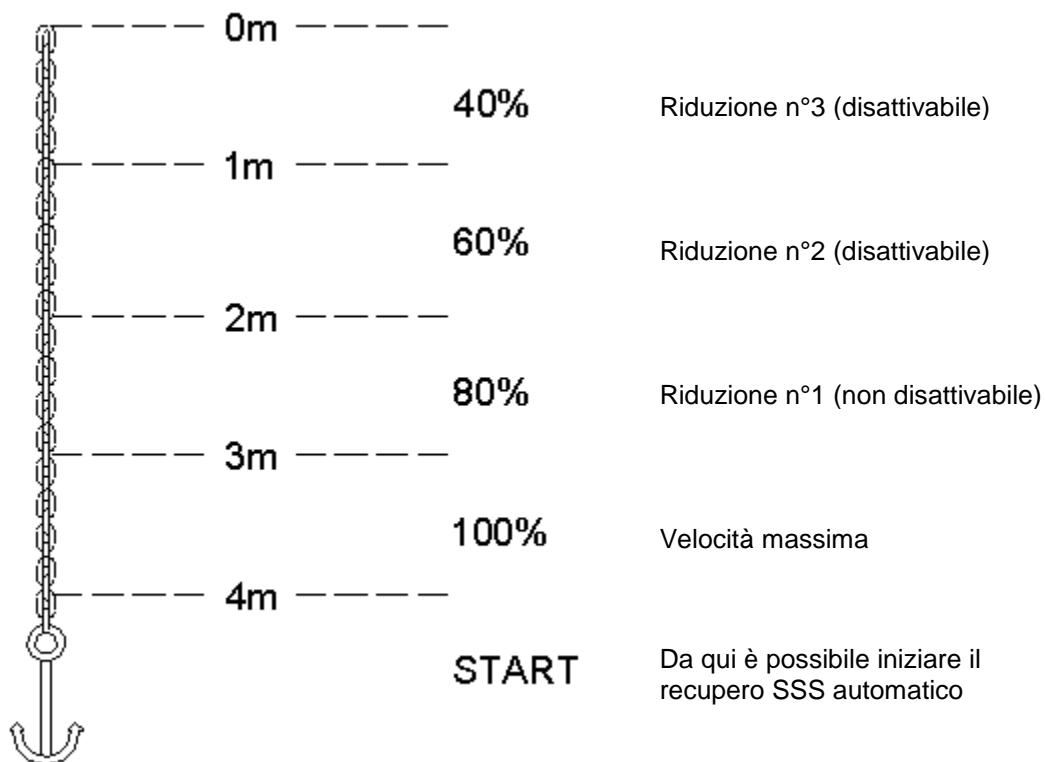 0m
40% Riduzione n°3 (disattivabile)
1m
60% Riduzione n°2 (disattivabile)
2m
80% Riduzione n°1 (non disattivabile)
3m
100% Velocità massima
4m
START Da qui è possibile iniziare il
recupero SSS automatico